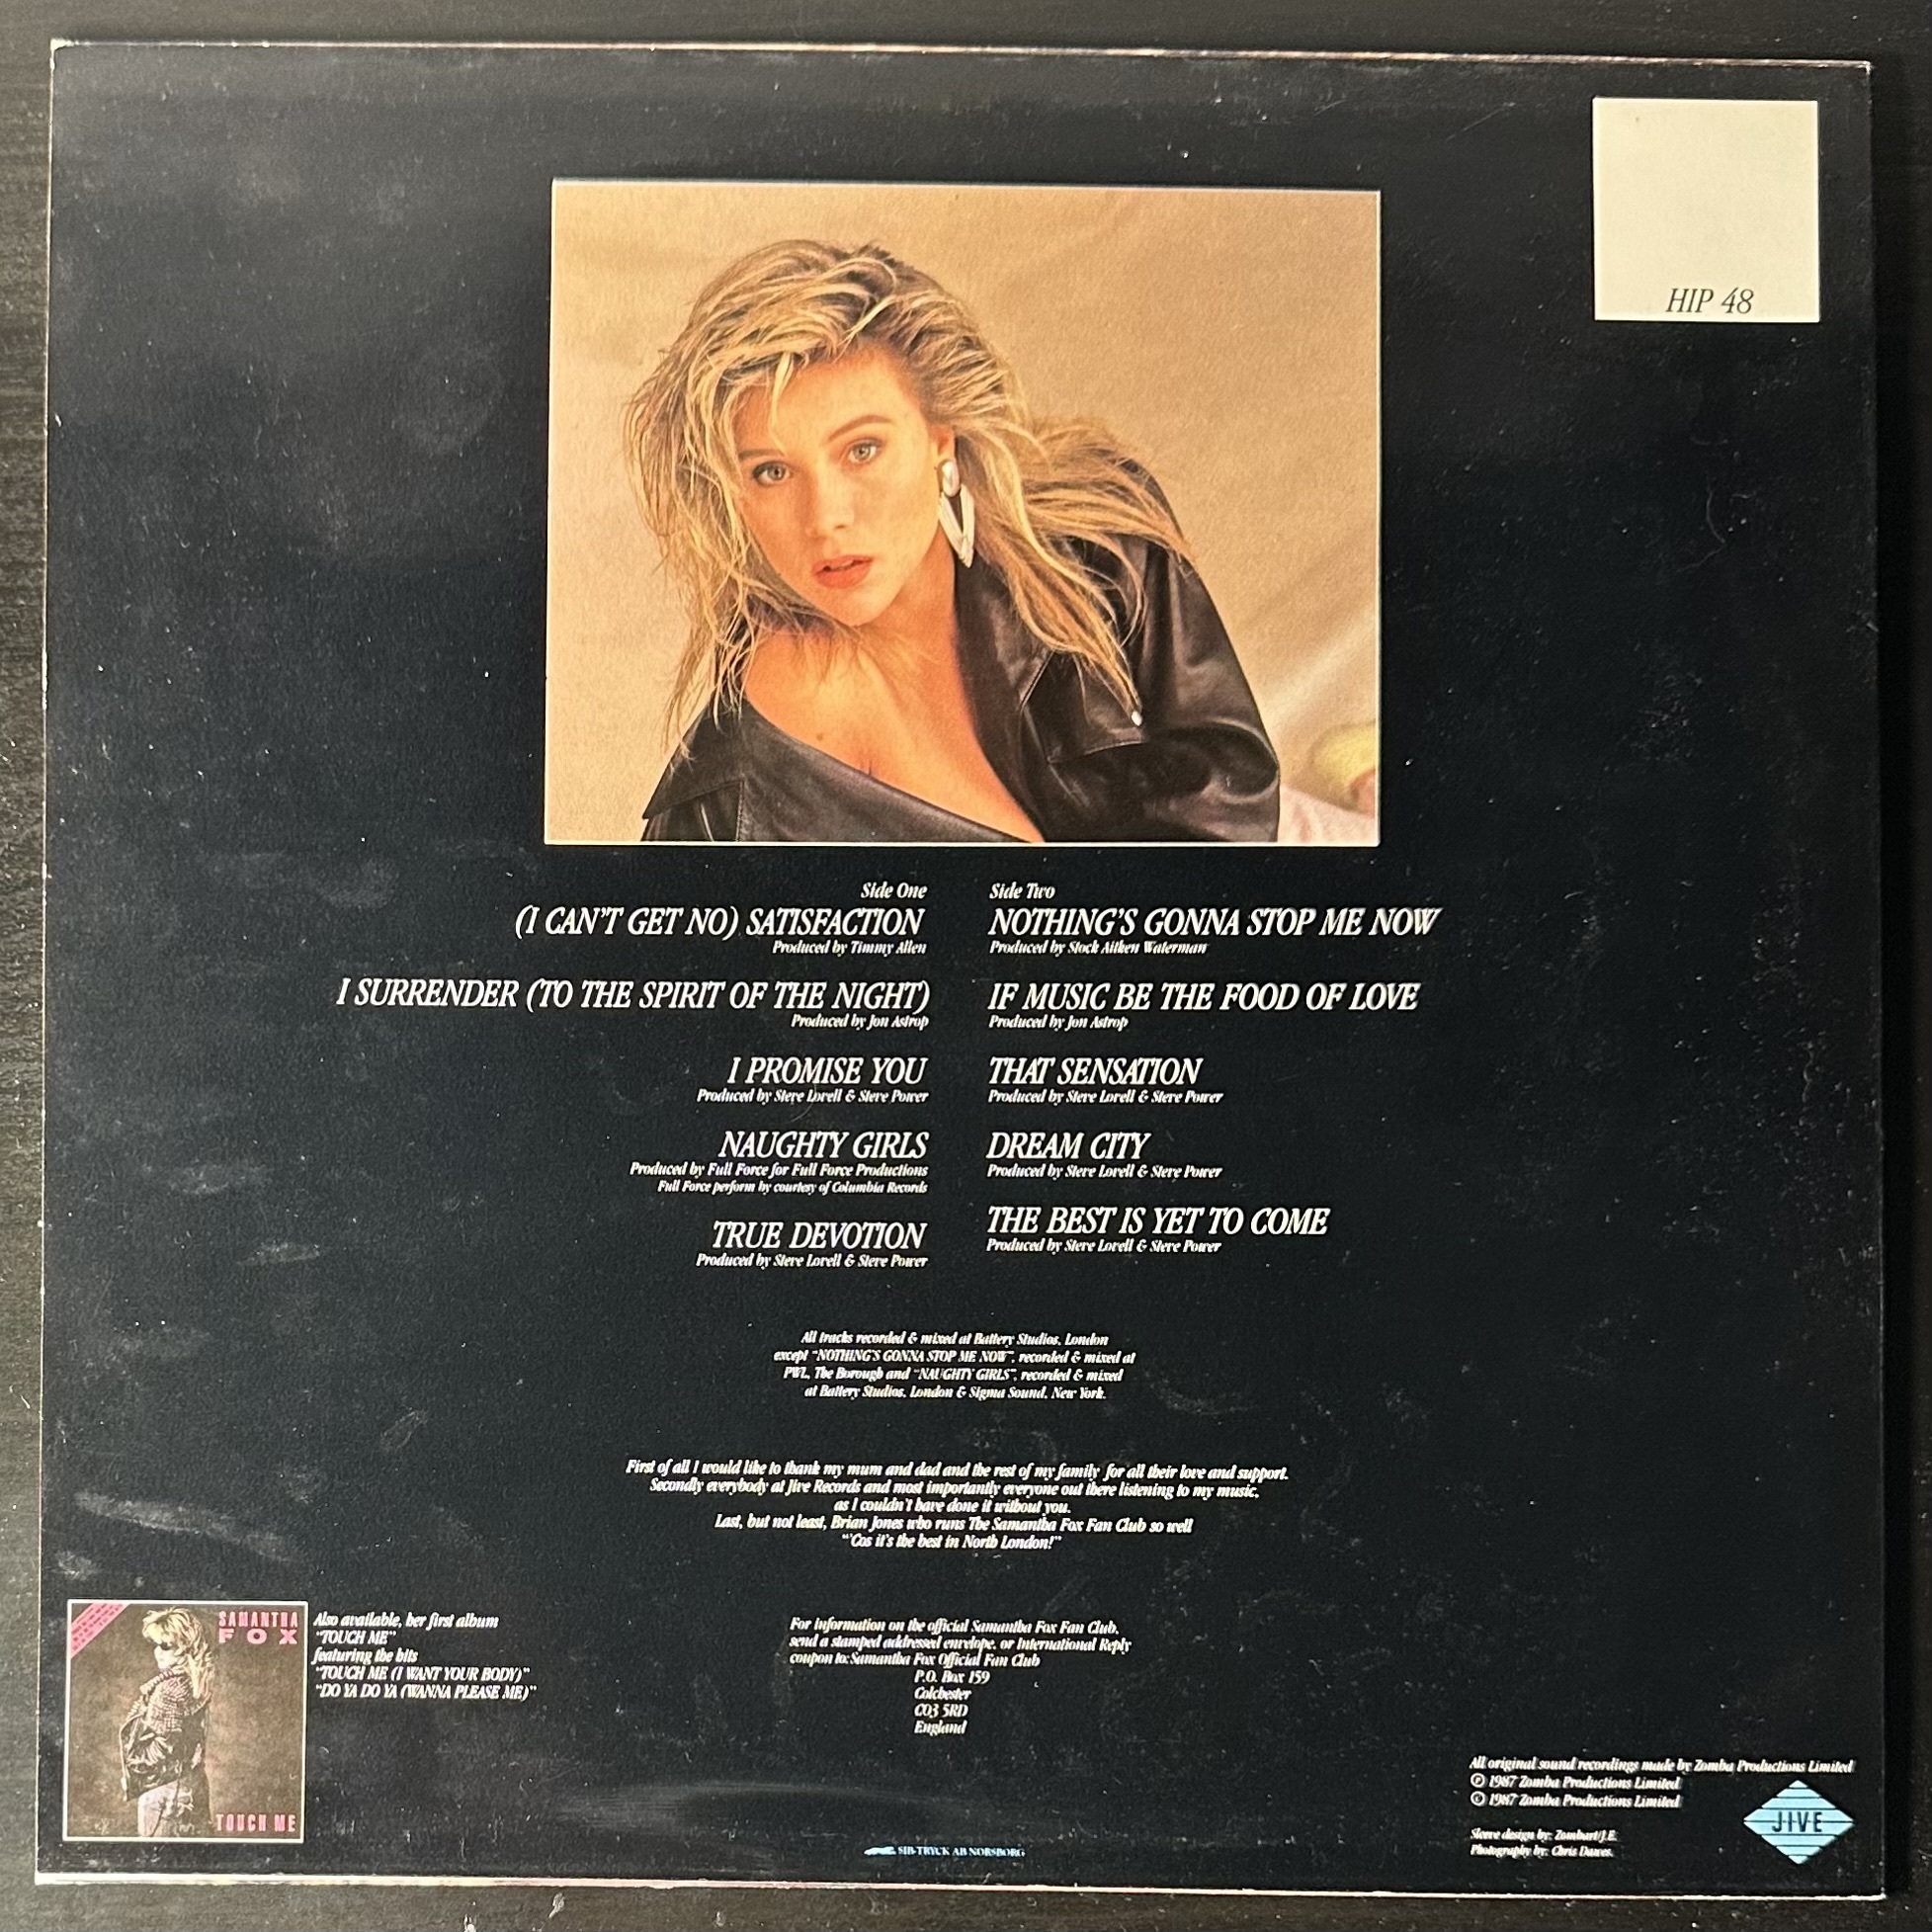 HIP 48
Side One
(I CAN'T GET NO) SATISFACTION
Produced by Timmy Allen
I SURRENDER (TO THE SPIRIT OF THE NIGHT)
Produced by Jon Astrop
I PROMISE YOU
Produced by Steve Lovell & Steve Power
NAUGHTY GIRLS
Produced by Full Force for Full Force Productions
Full Force perform by courtesy of Columbia Records
TRUE DEVOTION
Produced by Steve Lovell & Steve Power
Side Two
NOTHING'S GONNA STOP ME NOW
Produced by Stock Aitken Waterman
IF MUSIC BE THE FOOD OF LOVE
Produced by Jon Astrop
THAT SENSATION
Produced by Steve Lovell & Steve Power
DREAM CITY
Produced by Steve Lovell & Steve Power
THE BEST IS YET TO COME
Produced by Steve Lovell & Steve Power
All tracks recorded & mixed at Battery Studios, London
except "NOTHING'S GONNA STOP ME NOW", recorded & mixed at
PWL, The Borough and "NAUGHTY GIRLS", recorded & mixed
at Battery Studios, London & Sigma Sound, New York.
First of all I would like to thank my mum and dad and the rest of my family for all their love and support.
Secondly everybody at Jive Records and most importantly everyone out there listening to my music,
as I couldn't have done it without you.
Last, but not least, Brian Jones who runs The Samantha Fox Fan Club so well
"'Cos it's the best in North London!"
SAMANTHA
FOX
TOUCH ME
Also available, her first album
"TOUCH ME"
featuring the hits
"TOUCH ME (I WANT YOUR BODY)"
"DO YA DO YA (WANNA PLEASE ME)"
For information on the official Samantha Fox Fan Club,
send a stamped addressed envelope, or International Reply
coupon to: Samantha Fox Official Fan Club
P.O. Box 159
Colchester
CO3 5RD
England
All original sound recordings made by Zomba Productions Limited
℗ 1987 Zomba Productions Limited
© 1987 Zomba Productions Limited
Sleeve design by: Zombart/J.E.
Photography by: Chris Dawes.
JIVE
SIB-TRYCK AB NORSBORG